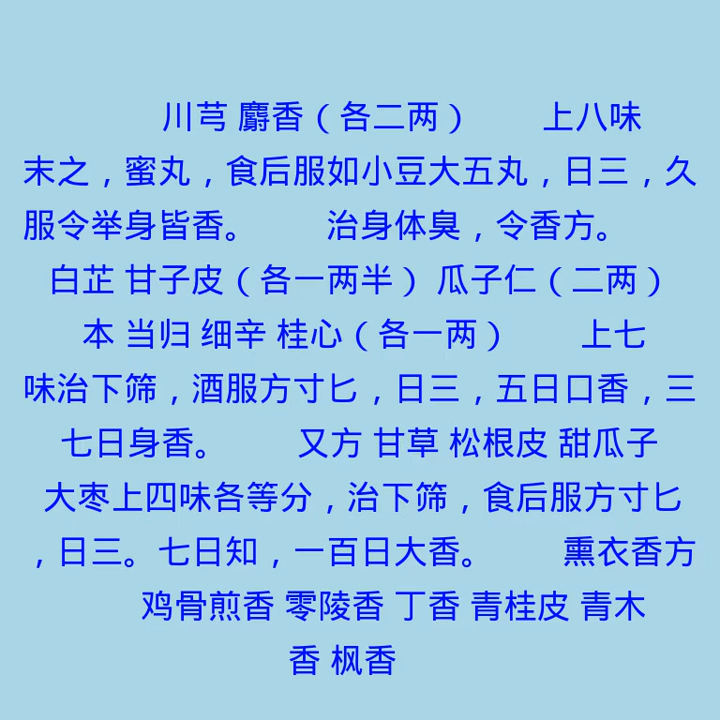 川芎 麝香（各二两）　　上八味
末之，蜜丸，食后服如小豆大五丸，日三，久
服令举身皆香。　　治身体臭，令香方。
白芷 甘子皮（各一两半） 瓜子仁（二两）
本 当归 细辛 桂心（各一两）　　上七
味治下筛，酒服方寸匕，日三，五日口香，三
七日身香。　　又方 甘草 松根皮 甜瓜子
大枣上四味各等分，治下筛，食后服方寸匕
，日三。七日知，一百日大香。　　熏衣香方
鸡骨煎香 零陵香 丁香 青桂皮 青木
香 枫香